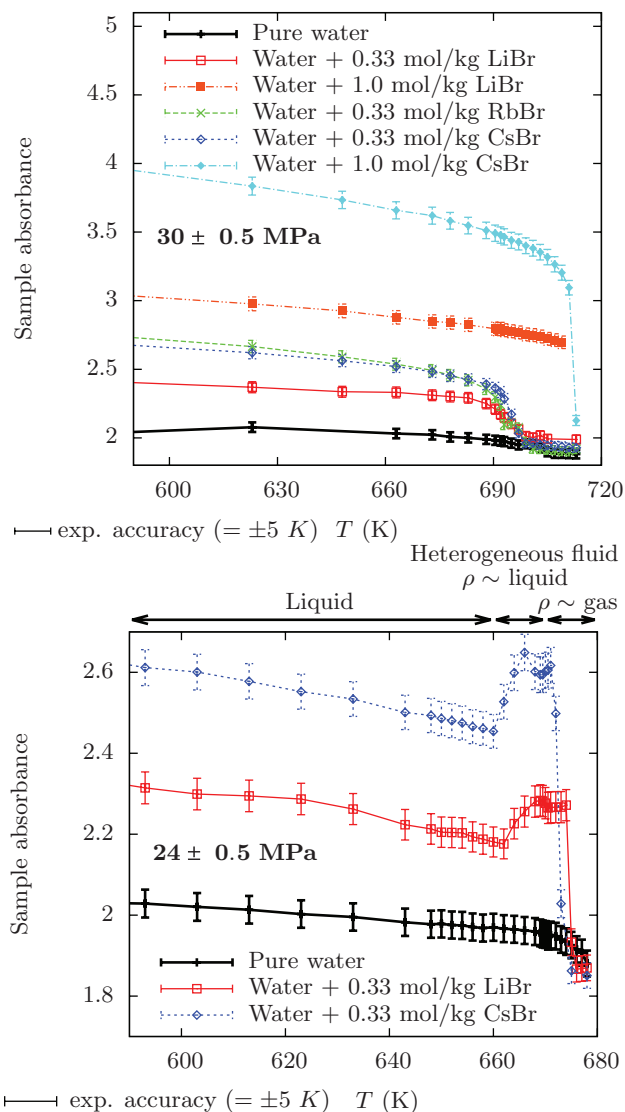 5
4.5
4
3.5
3
2.5
2
Sample absorbance
Pure water
Water + 0.33 mol/kg LiBr
Water + 1.0 mol/kg LiBr
Water + 0.33 mol/kg RbBr
Water + 0.33 mol/kg CsBr
Water + 1.0 mol/kg CsBr
30 ± 0.5 MPa
600 630 660 690 720
exp. accuracy (= ±5 K) T (K)
Heterogeneous fluid
ρ ∼ liquid
Liquid ρ ∼ gas
2.6
2.4
2.2
2
1.8
Sample absorbance
24 ± 0.5 MPa
Pure water
Water + 0.33 mol/kg LiBr
Water + 0.33 mol/kg CsBr
600 620 640 660 680
exp. accuracy (= ±5 K) T (K)